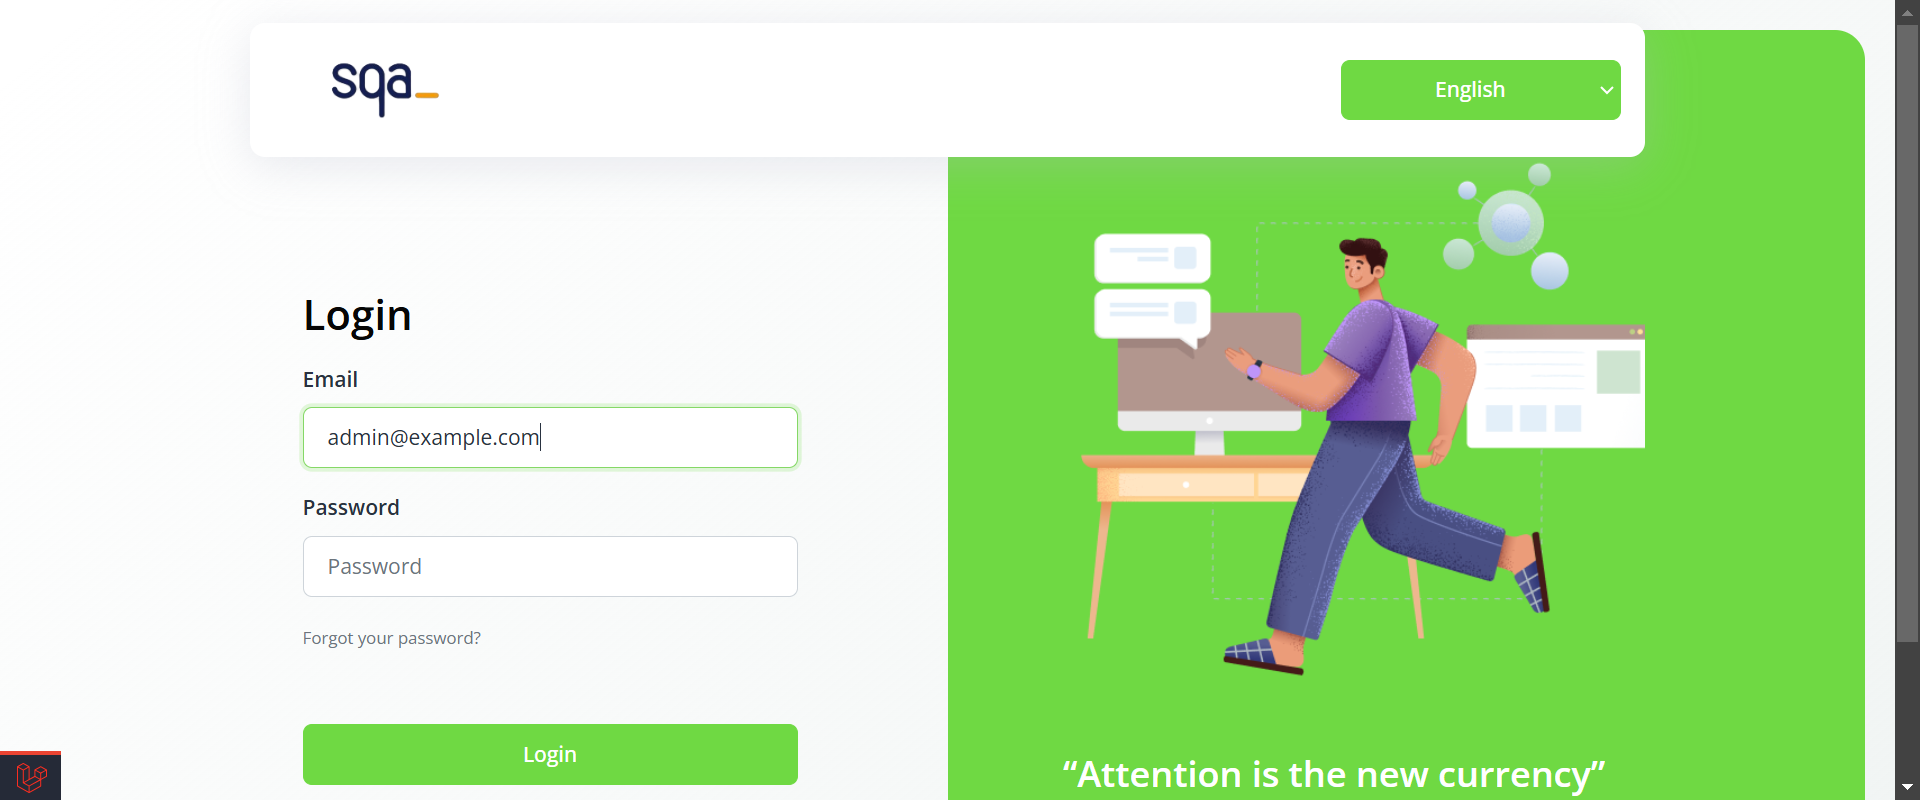 sqa_
English
Login
Email
admin@example.com
Password
Password
Forgot your password?
Login
“Attention is the new currency”